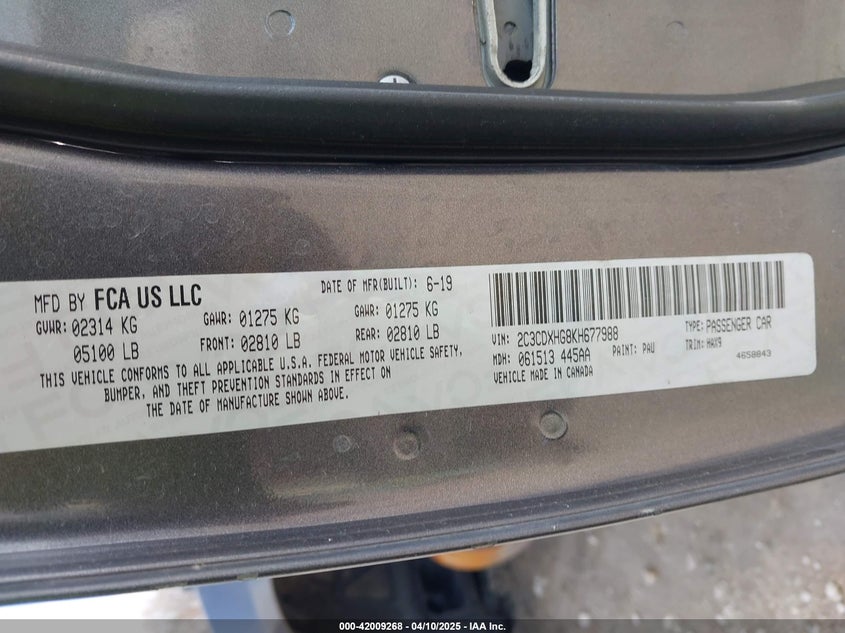 MFD BY FCA US LLC
DATE OF MFR(BUILT): 6-19
GVWR: 02314 KG
GAWR: 01275 KG
GAWR: 01275 KG
05100 LB
FRONT: 02810 LB
REAR: 02810 LB
THIS VEHICLE CONFORMS TO ALL APPLICABLE U.S.A. FEDERAL MOTOR VEHICLE SAFETY,
BUMPER, AND THEFT PREVENTION STANDARDS IN EFFECT ON
THE DATE OF MANUFACTURE SHOWN ABOVE.
VIN: 2C3CDXHG8KH677988
TYPE: PASSENGER CAR
MDH: 061513 445AA
PAINT: PAU
TRIM: HAX9
VEHICLE MADE IN CANADA
4658843
000-42009268 - 04/10/2025 - IAA Inc.